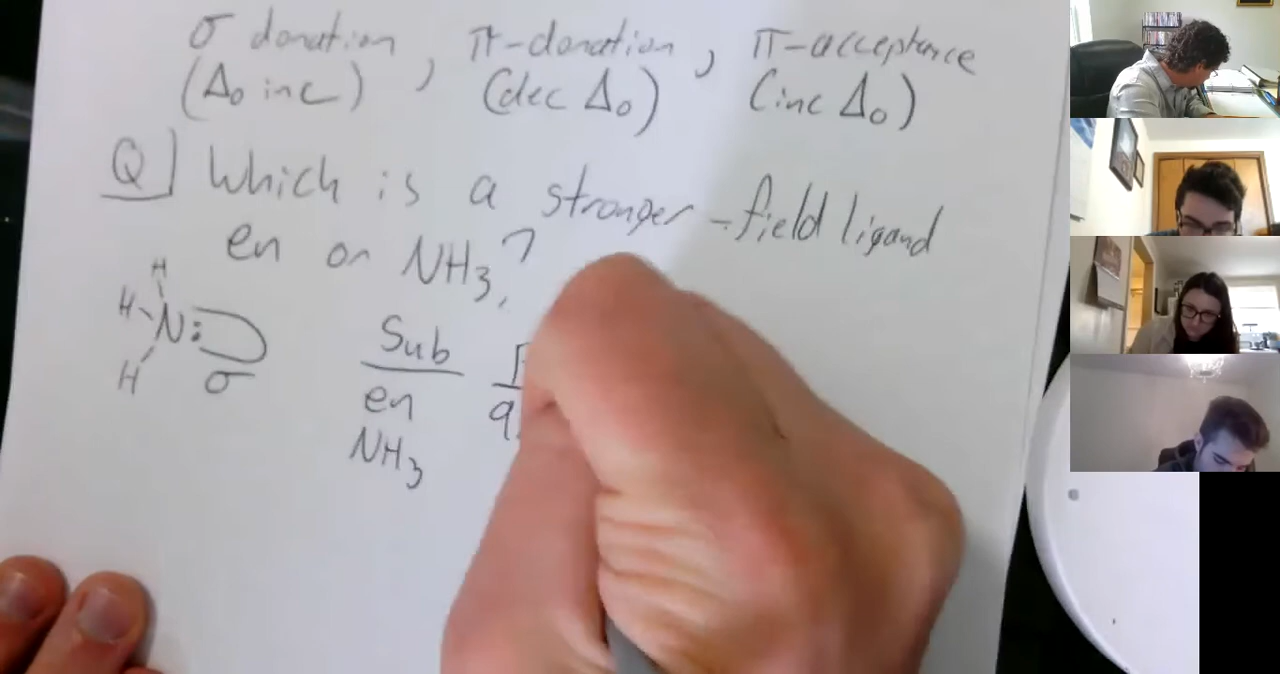 σ donation, π-donation, π-acceptance
(Δo inc) (dec Δo) (inc Δo)
Q] Which is a stronger-field ligand
en or NH3?
H
H N:
H σ
Sub
en
NH3